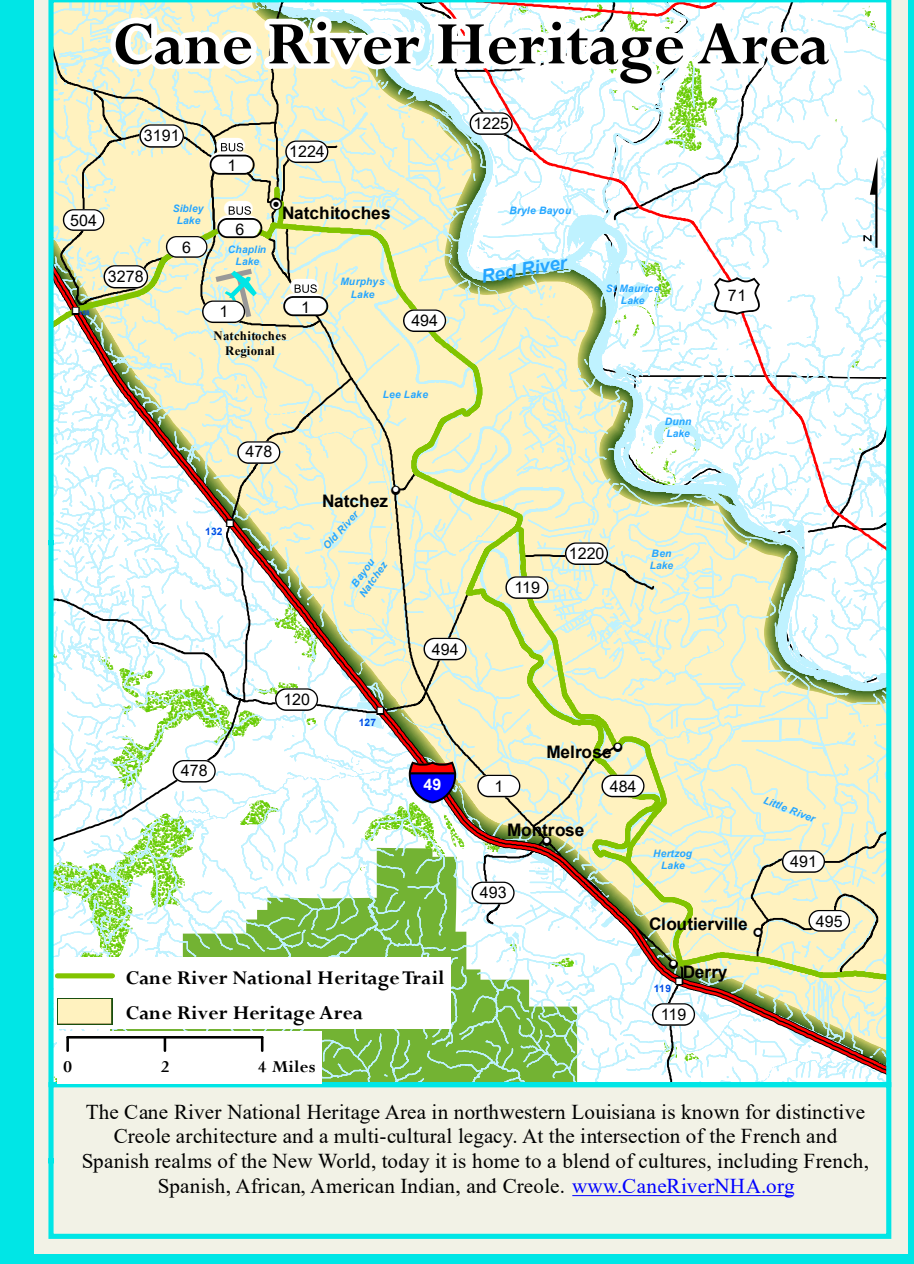 Cane River Heritage Area
1225
3191
BUS
1
1224
504
Sibley
Lake
BUS
6
Natchitoches
Bryle Bayou
6
Chaplin
Lake
Red River
3278
Murphys
Lake
St Maurice
Lake
71
BUS
1
1
494
Natchitoches
Regional
N
Lee Lake
Dunn
Lake
478
Natchez
132
Old River
Bayou
Natchez
1220
Ben
Lake
119
494
120
127
Melrose
478
49
1
484
Little River
Montrose
Hertzog
Lake
491
493
Cloutierville
495
Derry
119
119
Cane River National Heritage Trail
Cane River Heritage Area
0 2 4 Miles
The Cane River National Heritage Area in northwestern Louisiana is known for distinctive
Creole architecture and a multi-cultural legacy. At the intersection of the French and
Spanish realms of the New World, today it is home to a blend of cultures, including French,
Spanish, African, American Indian, and Creole. www.CaneRiverNHA.org